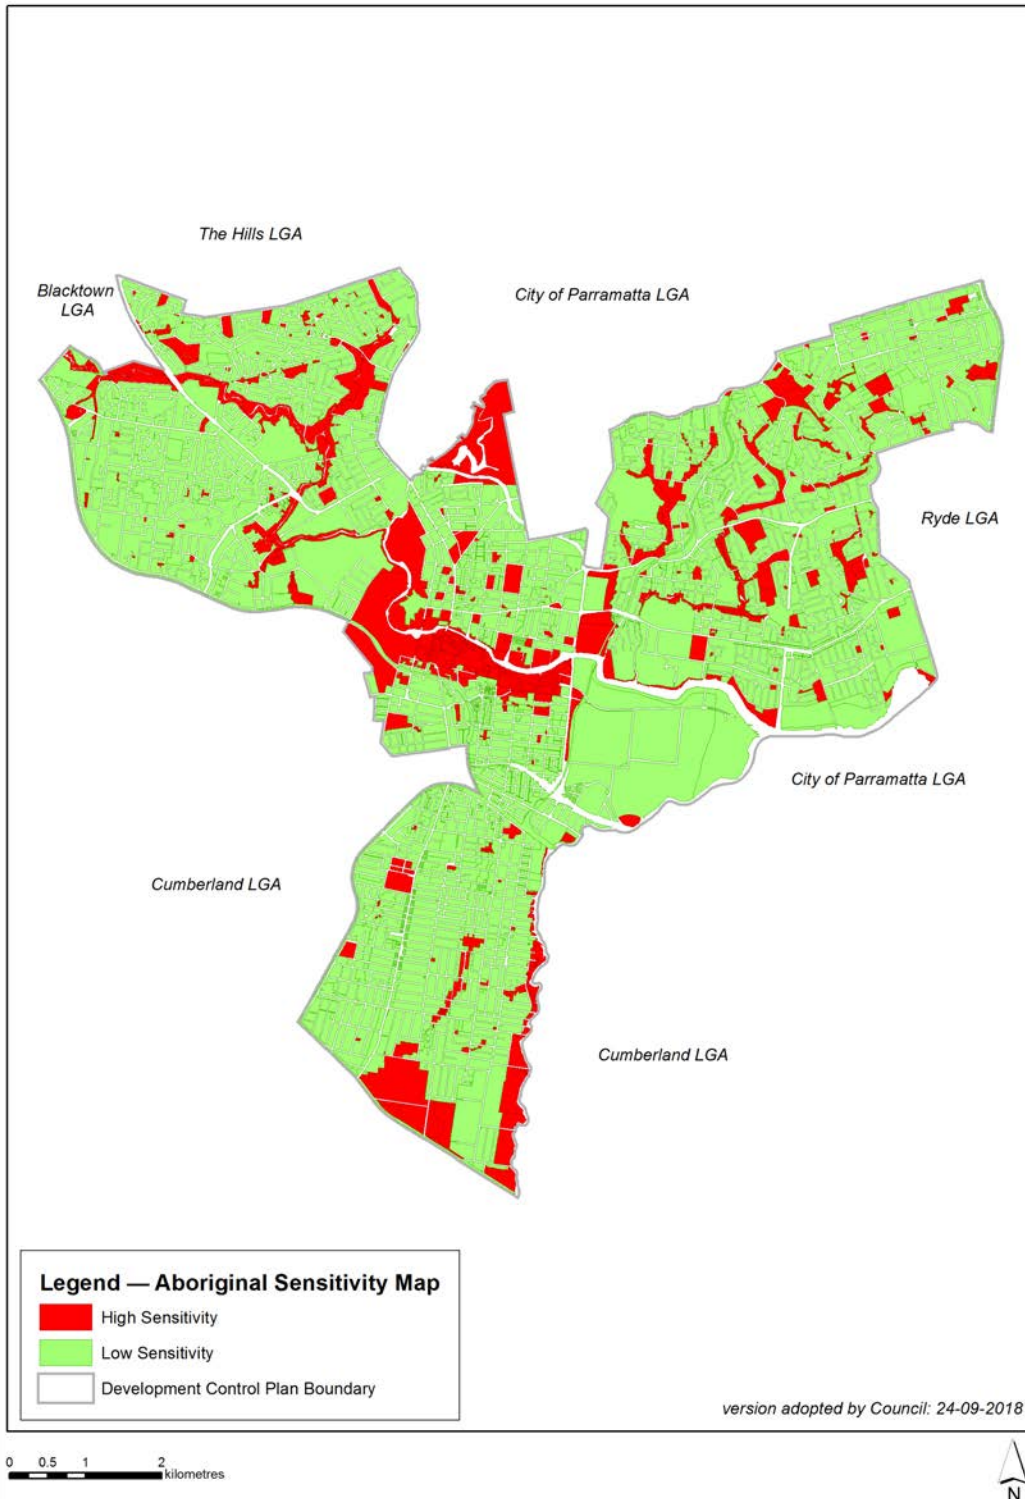 The Hills LGA
Blacktown
LGA
City of Parramatta LGA
Ryde LGA
City of Parramatta LGA
Cumberland LGA
Cumberland LGA
Legend — Aboriginal Sensitivity Map
High Sensitivity
Low Sensitivity
Development Control Plan Boundary
version adopted by Council: 24-09-2018
0 0.5 1 2
kilometres
N